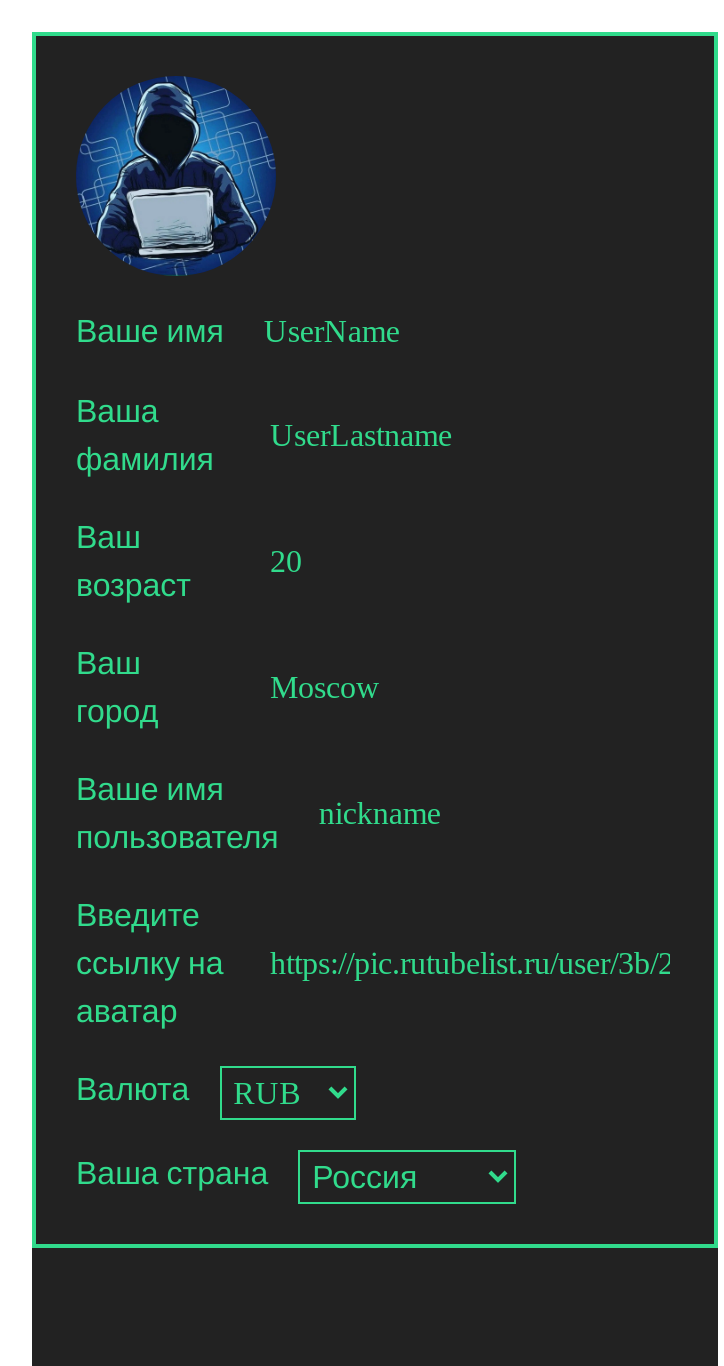 Ваше имя UserName
Ваша
фамилия
UserLastname
Ваш
возраст
20
Ваш
город
Moscow
Ваше имя
пользователя
nickname
Введите
ссылку на
аватар
https://pic.rutubelist.ru/user/3b/2
Валюта RUB
Ваша страна Россия